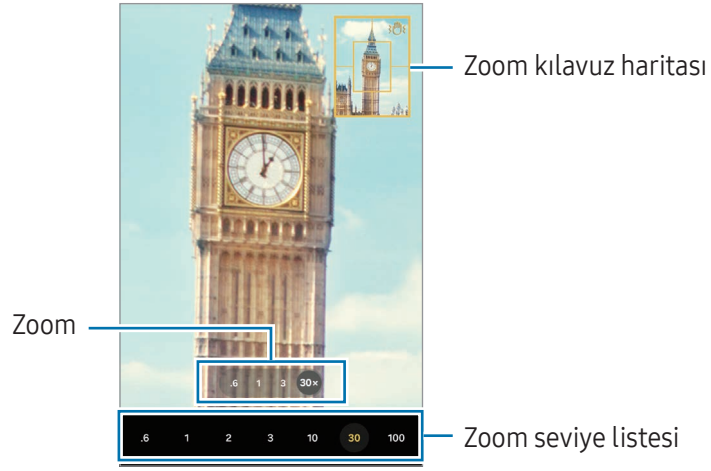 Zoom kılavuz haritası
Zoom
.6 1 3 30×
.6 1 2 3 10 30 100
Zoom seviye listesi